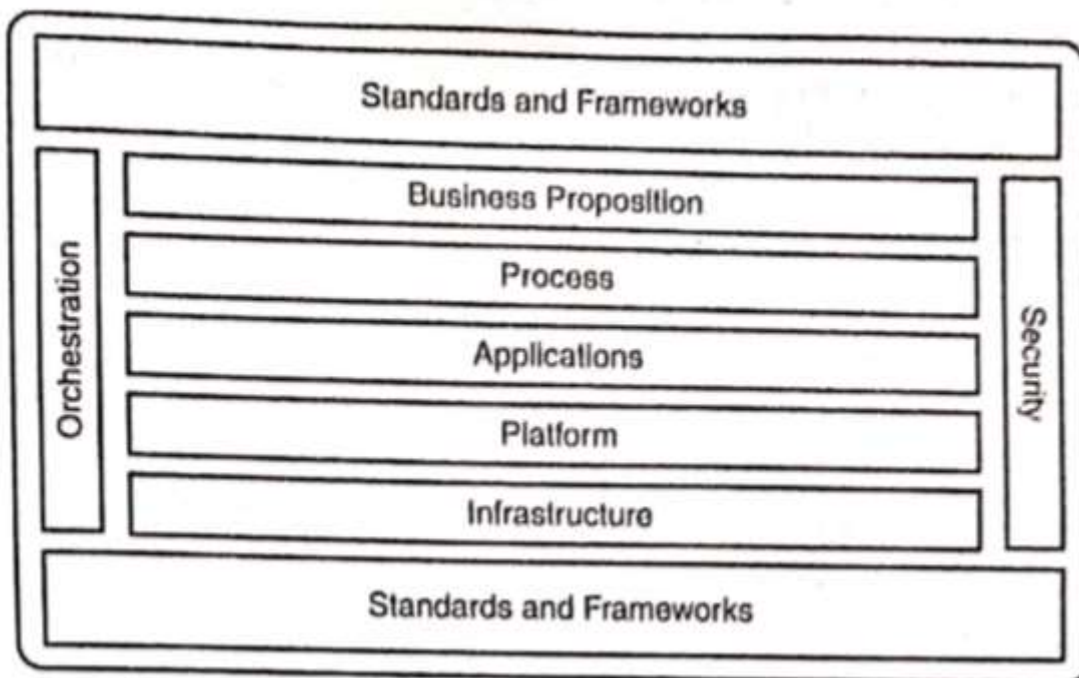 Standards and Frameworks
Orchestration
Business Proposition
Process
Applications
Platform
Infrastructure
Security
Standards and Frameworks